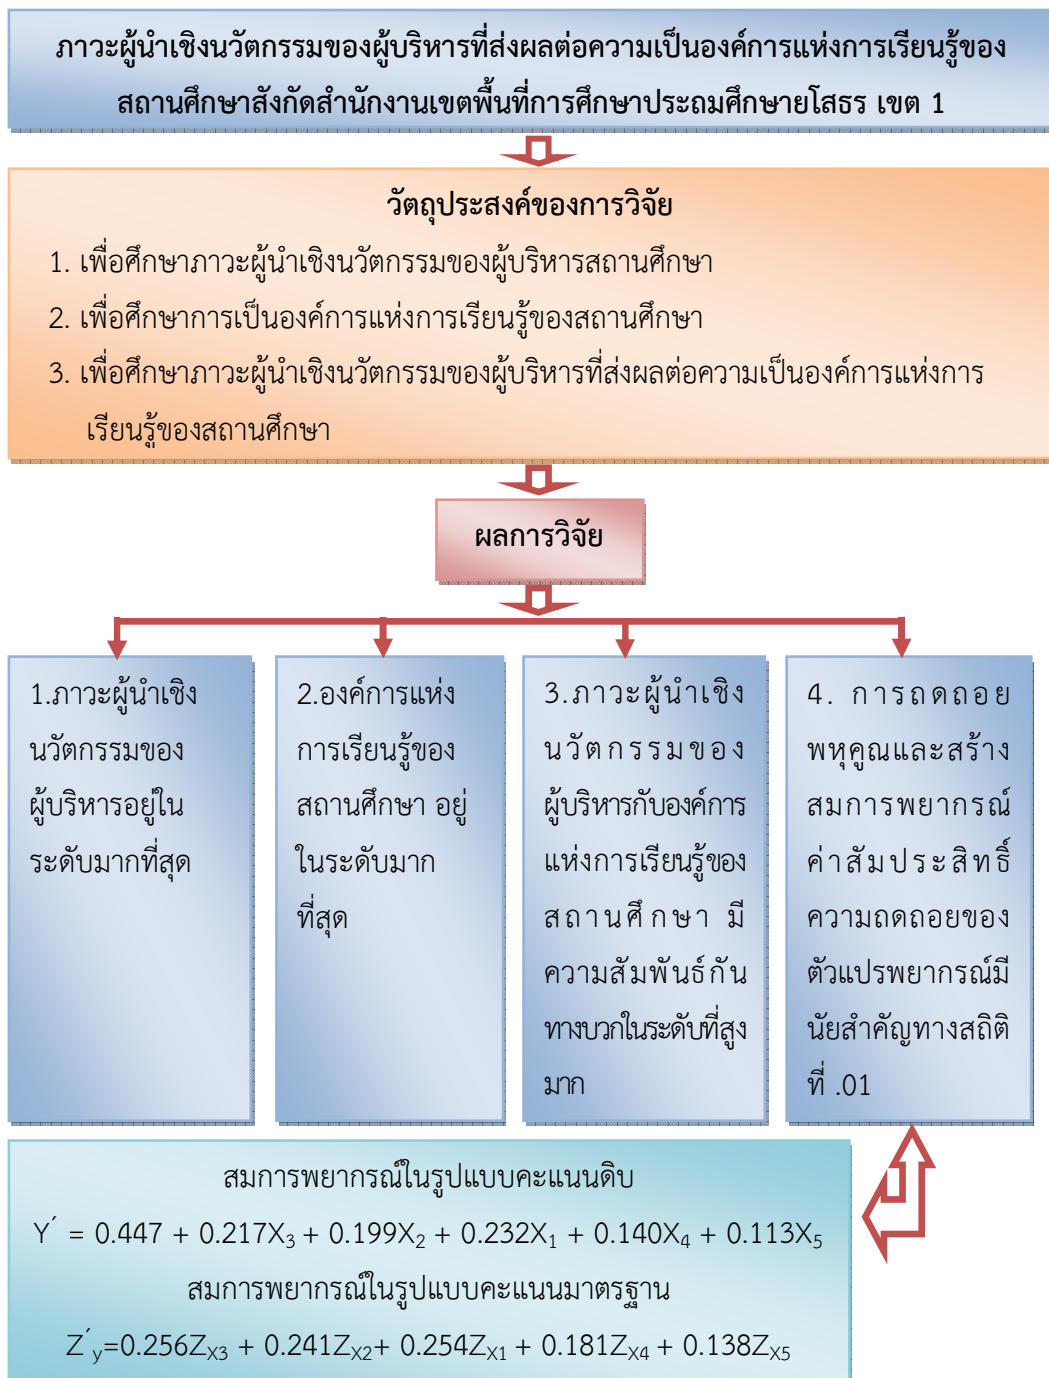 ภาวะผู้นำเชิงนวัตกรรมของผู้บริหารที่ส่งผลต่อความเป็นองค์การแห่งการเรียนรู้ของ
สถานศึกษาสังกัดสำนักงานเขตพื้นที่การศึกษาประถมศึกษายโสธร เขต 1
วัตถุประสงค์ของการวิจัย
1. เพื่อศึกษาภาวะผู้นำเชิงนวัตกรรมของผู้บริหารสถานศึกษา
2. เพื่อศึกษาการเป็นองค์การแห่งการเรียนรู้ของสถานศึกษา
3. เพื่อศึกษาภาวะผู้นำเชิงนวัตกรรมของผู้บริหารที่ส่งผลต่อความเป็นองค์การแห่งการ
เรียนรู้ของสถานศึกษา
ผลการวิจัย
1.ภาวะผู้นำเชิง
นวัตกรรมของ
ผู้บริหารอยู่ใน
ระดับมากที่สุด
2.องค์การแห่ง
การเรียนรู้ของ
สถานศึกษา อยู่
ในระดับมาก
ที่สุด
3.ภาวะผู้นำเชิง
นวัตกรรมของ
ผู้บริหารกับองค์การ
แห่งการเรียนรู้ของ
สถานศึกษา มี
ความสัมพันธ์กัน
ทางบวกในระดับที่สูง
มาก
4. การถดถอย
พหุคูณและสร้าง
สมการพยากรณ์
ค่าสัมประสิทธิ์
ความถดถอยของ
ตัวแปรพยากรณ์มี
นัยสำคัญทางสถิติ
ที่ .01
สมการพยากรณ์ในรูปแบบคะแนนดิบ
Y´ = 0.447 + 0.217X₃ + 0.199X₂ + 0.232X₁ + 0.140X₄ + 0.113X₅
สมการพยากรณ์ในรูปแบบคะแนนมาตรฐาน
Z´y=0.256ZX3 + 0.241ZX2+ 0.254ZX1 + 0.181ZX4 + 0.138ZX5